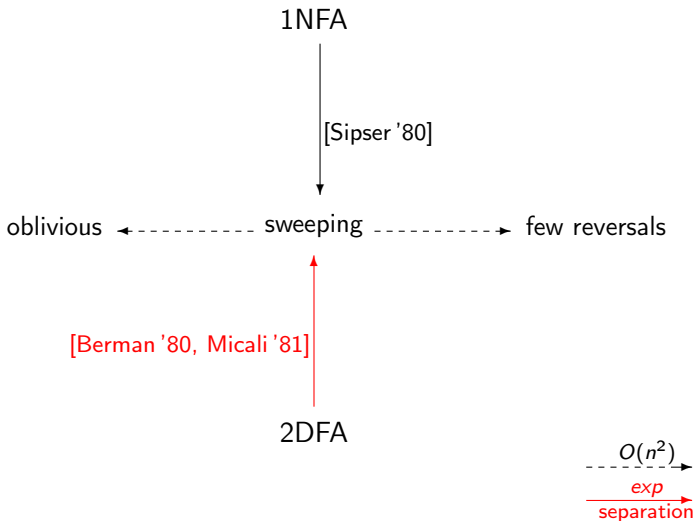 1NFA
[Sipser ’80]
oblivious
sweeping
few reversals
[Berman ’80, Micali ’81]
2DFA
O(n²)
exp
separation